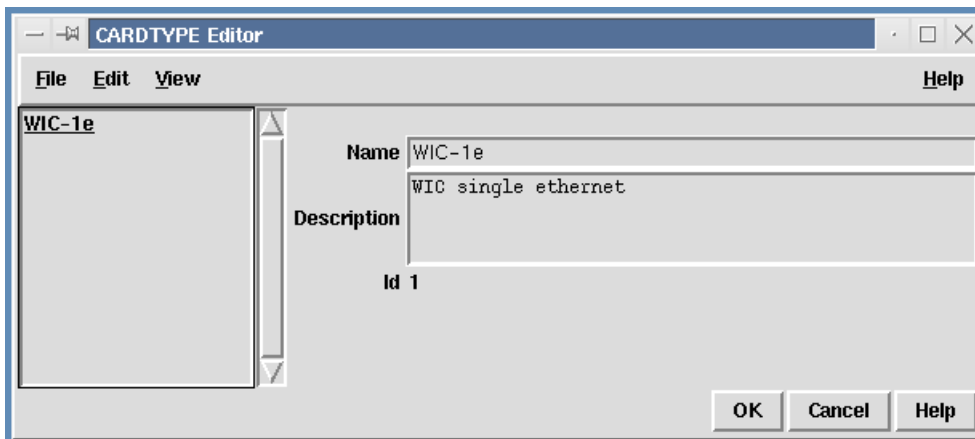 CARDTYPE Editor
File Edit View Help
WIC-1e
Name WIC-1e
Description WIC single ethernet
Id 1
OK Cancel Help